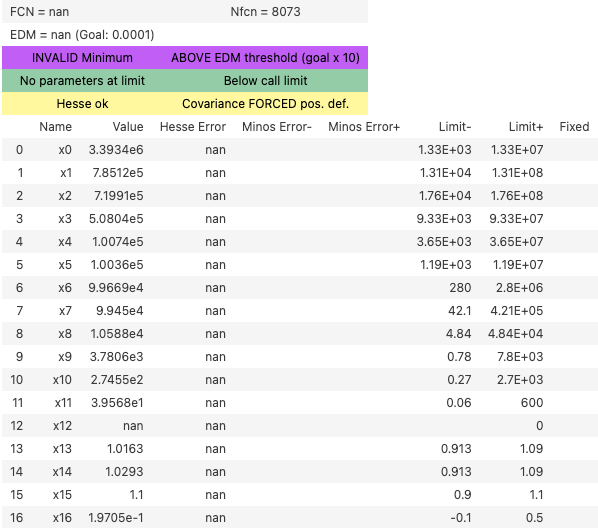 FCN = nan Nfcn = 8073
EDM = nan (Goal: 0.0001)
INVALID Minimum ABOVE EDM threshold (goal x 10)
No parameters at limit Below call limit
Hesse ok Covariance FORCED pos. def.
Name Value Hesse Error Minos Error- Minos Error+ Limit- Limit+ Fixed
0 x0 3.3934e6 nan 1.33E+03 1.33E+07
1 x1 7.8512e5 nan 1.31E+04 1.31E+08
2 x2 7.1991e5 nan 1.76E+04 1.76E+08
3 x3 5.0804e5 nan 9.33E+03 9.33E+07
4 x4 1.0074e5 nan 3.65E+03 3.65E+07
5 x5 1.0036e5 nan 1.19E+03 1.19E+07
6 x6 9.9669e4 nan 280 2.8E+06
7 x7 9.945e4 nan 42.1 4.21E+05
8 x8 1.0588e4 nan 4.84 4.84E+04
9 x9 3.7806e3 nan 0.78 7.8E+03
10 x10 2.7455e2 nan 0.27 2.7E+03
11 x11 3.9568e1 nan 0.06 600
12 x12 nan nan 0
13 x13 1.0163 nan 0.913 1.09
14 x14 1.0293 nan 0.913 1.09
15 x15 1.1 nan 0.9 1.1
16 x16 1.9705e-1 nan -0.1 0.5